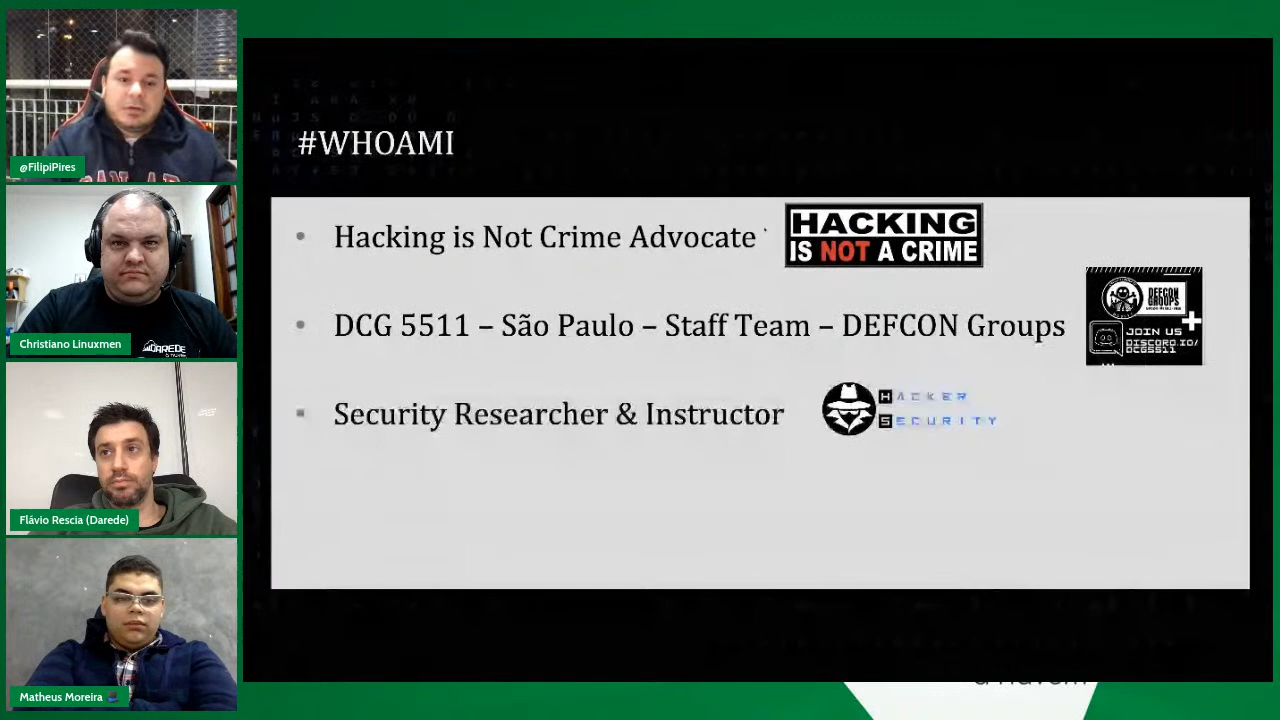 @FilipiPires
Christiano Linuxmen
DAREDE
Flávio Rescia (Darede)
Matheus Moreira
#WHOAMI
Hacking is Not Crime Advocate
HACKING
IS NOT A CRIME
DCG 5511 – São Paulo – Staff Team – DEFCON Groups
DEFCON
GROUPS
JOIN US
DISCORD.IO/
DCG5511
Security Researcher & Instructor
HACKER
SECURITY